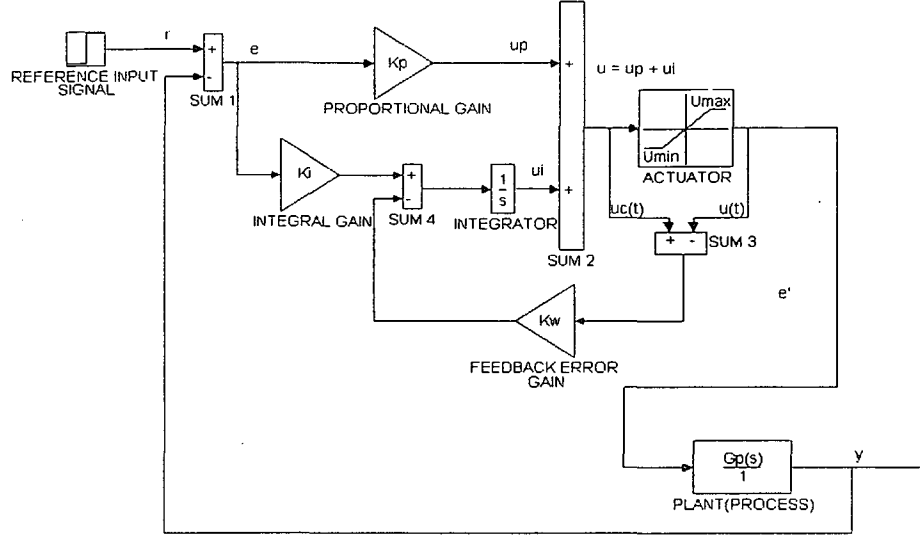 r
+
-
SUM 1
REFERENCE INPUT
SIGNAL
e
Kp
PROPORTIONAL GAIN
up
+
+
SUM 2
u = up + ui
Umax
Umin
ACTUATOR
Ki
INTEGRAL GAIN
+
-
SUM 4
1
s
INTEGRATOR
ui
uc(t)
u(t)
+ -
SUM 3
e'
Kw
FEEDBACK ERROR
GAIN
Gp(s)
1
PLANT(PROCESS)
y